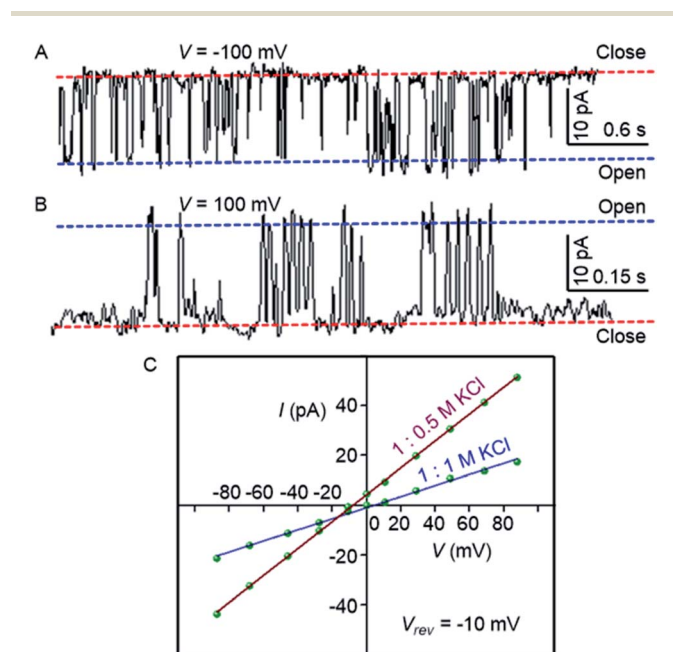 A
V = -100 mV
Close
10 pA
0.6 s
Open
B
V = 100 mV
Open
10 pA
0.15 s
Close
C
I (pA)
1 : 0.5 M KCl
40
20
1 : 1 M KCl
-80 -60 -40 -20
0 20 40 60 80
V (mV)
-20
-40
V_rev = -10 mV